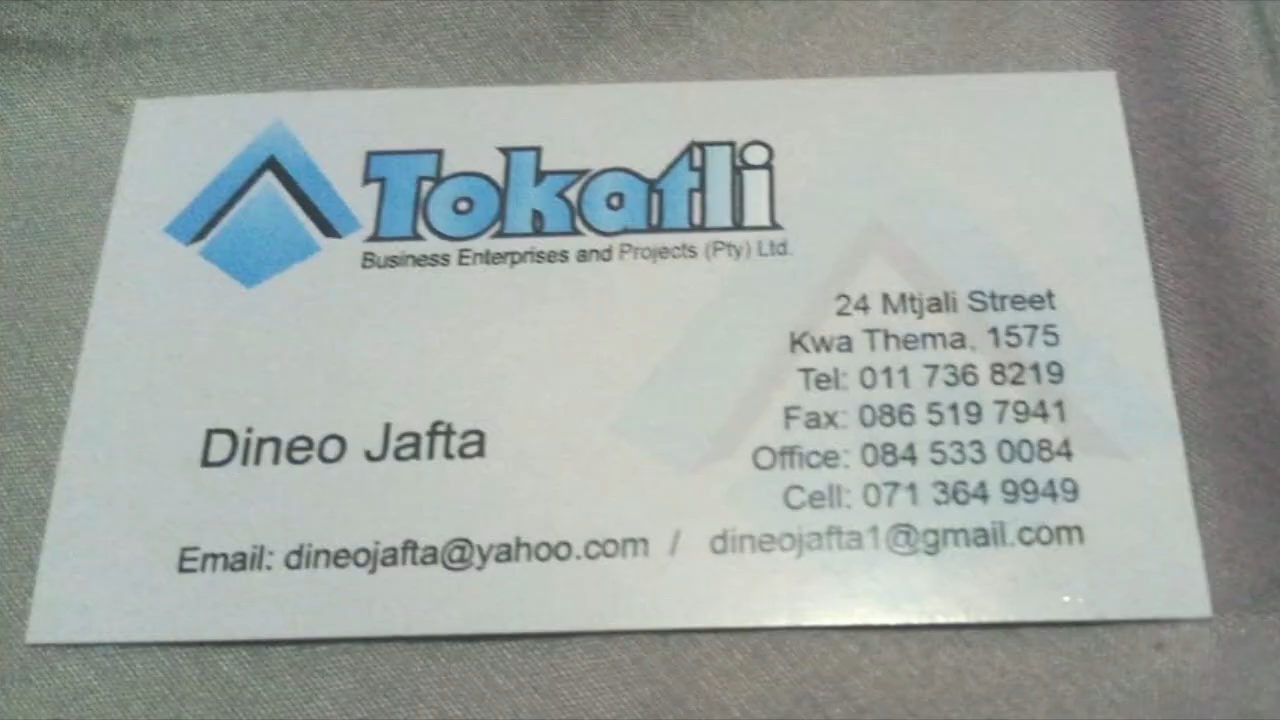 Tokatli
Business Enterprises and Projects (Pty) Ltd.
24 Mtjali Street
Kwa Thema, 1575
Tel: 011 736 8219
Fax: 086 519 7941
Office: 084 533 0084
Cell: 071 364 9949
Dineo Jafta
Email: dineojafta@yahoo.com / dineojafta1@gmail.com